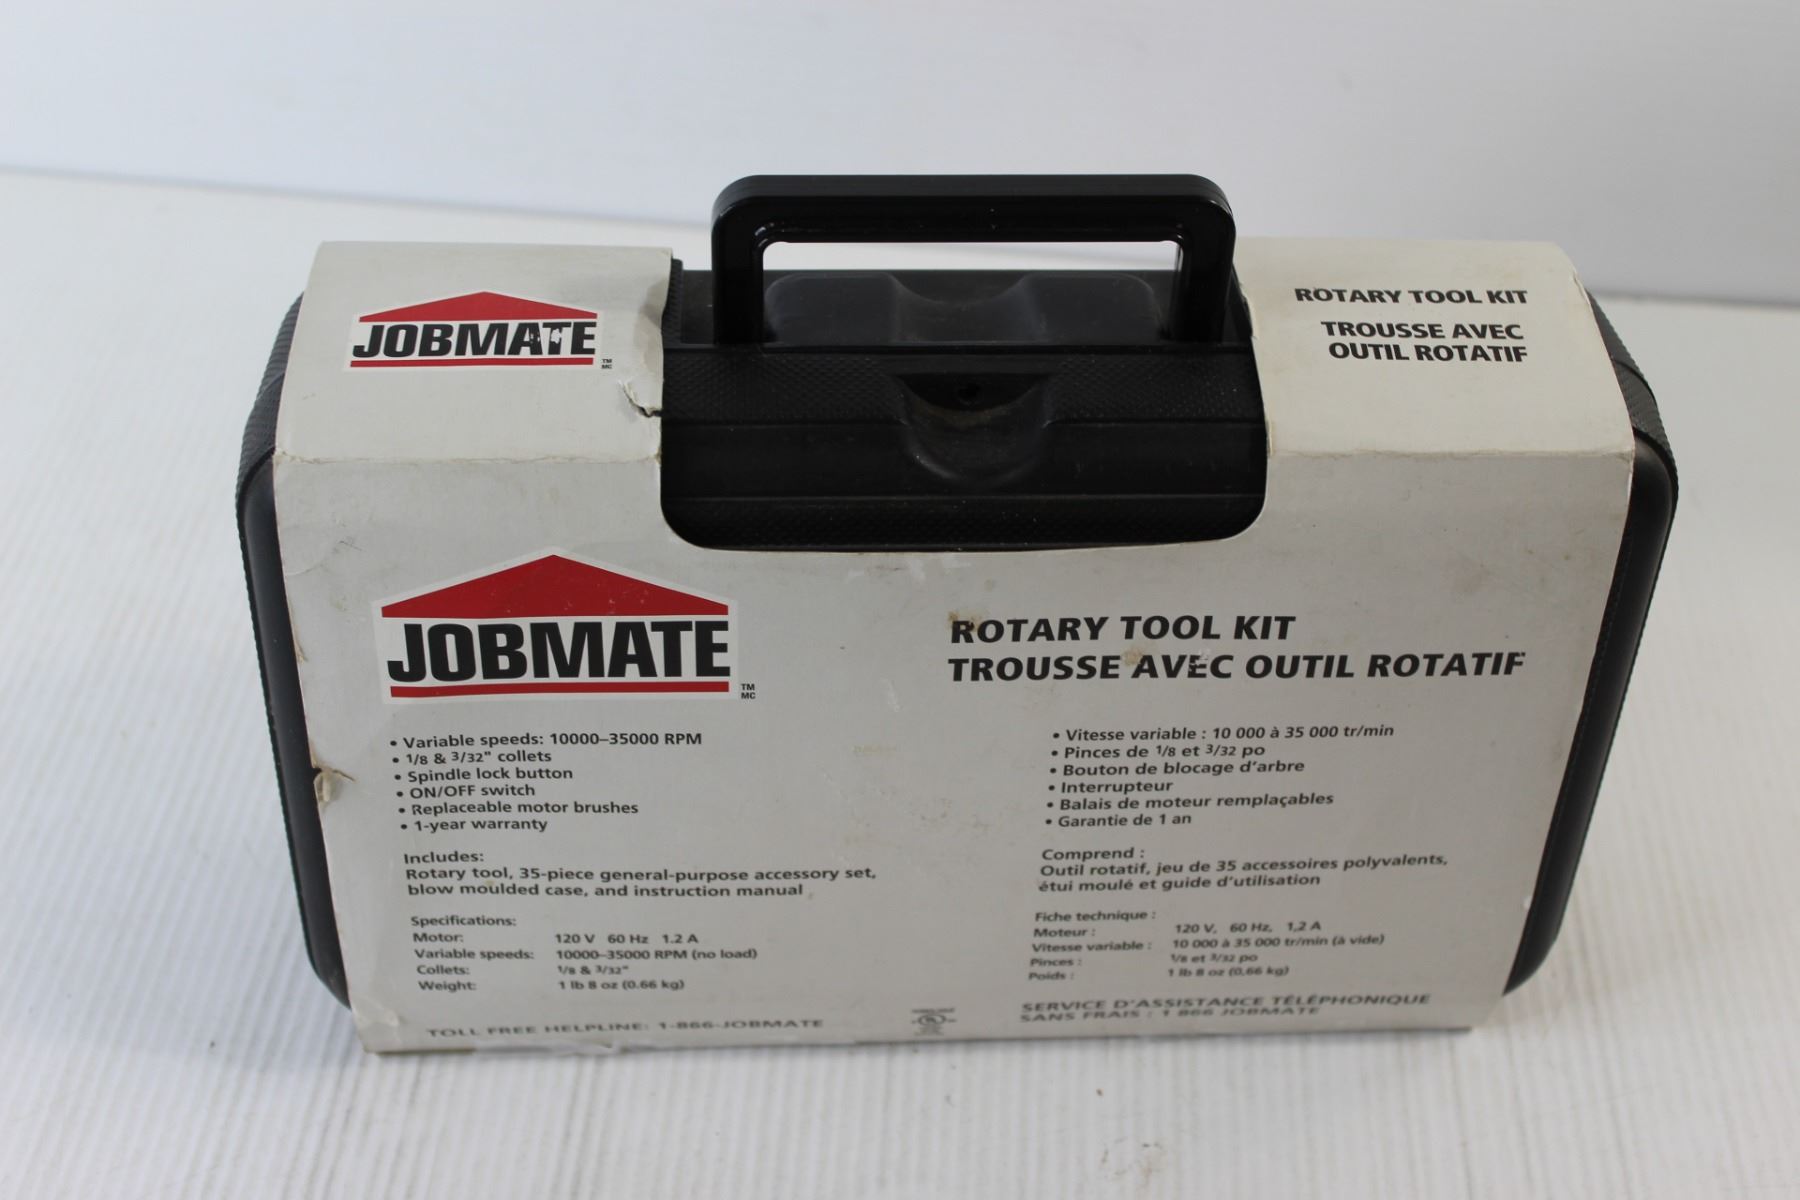 JOBMATE
TM
MC
ROTARY TOOL KIT
TROUSSE AVEC
OUTIL ROTATIF
JOBMATE
TM
MC
ROTARY TOOL KIT
TROUSSE AVEC OUTIL ROTATIF
• Variable speeds: 10000–35000 RPM
• 1/8 & 3/32" collets
• Spindle lock button
• ON/OFF switch
• Replaceable motor brushes
• 1-year warranty
Includes:
Rotary tool, 35-piece general-purpose accessory set,
blow moulded case, and instruction manual
Specifications:
Motor: 120 V 60 Hz 1.2 A
Variable speeds: 10000–35000 RPM (no load)
Collets: 1/8 & 3/32"
Weight: 1 lb 8 oz (0.66 kg)
TOLL FREE HELPLINE: 1-866-JOBMATE
• Vitesse variable : 10 000 à 35 000 tr/min
• Pinces de 1/8 et 3/32 po
• Bouton de blocage d'arbre
• Interrupteur
• Balais de moteur remplaçables
• Garantie de 1 an
Comprend :
Outil rotatif, jeu de 35 accessoires polyvalents,
étui moulé et guide d'utilisation
Fiche technique :
Moteur : 120 V, 60 Hz, 1,2 A
Vitesse variable : 10 000 à 35 000 tr/min (à vide)
Pinces : 1/8 et 3/32 po
Poids : 1 lb 8 oz (0,66 kg)
SERVICE D'ASSISTANCE TÉLÉPHONIQUE
SANS FRAIS : 1 866 JOBMATE